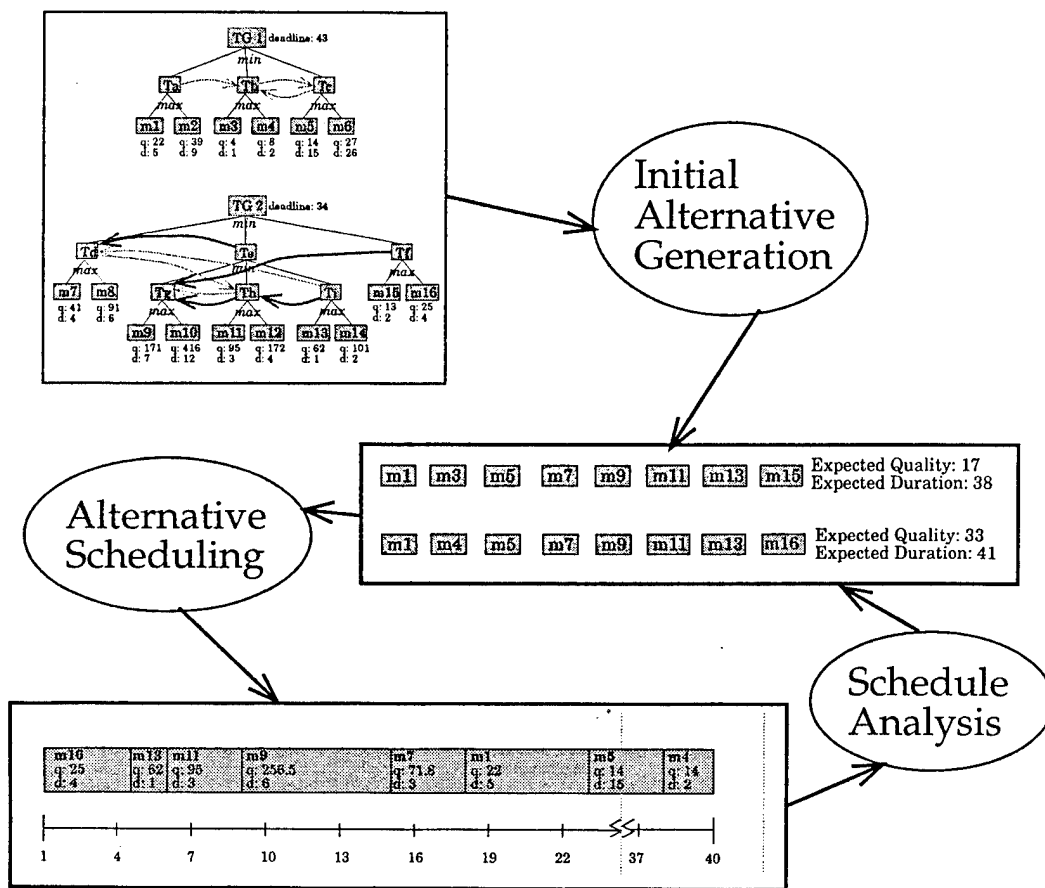 TG 1 deadline: 43
min
Ta Tb Tc
max max max
m1 m2 m3 m4 m5 m6
q: 22 q: 39 q: 4 q: 8 q: 14 q: 27
d: 5 d: 9 d: 1 d: 2 d: 15 d: 26
TG 2 deadline: 34
min
Td Te Tf
max min max
m7 m8 m15 m16
q: 41 q: 91 q: 13 q: 25
d: 4 d: 6 d: 2 d: 4
Tg Th Ti
max max max
m9 m10 m11 m12 m13 m14
q: 171 q: 416 q: 95 q: 172 q: 62 q: 101
d: 7 d: 12 d: 3 d: 4 d: 1 d: 2
Initial
Alternative
Generation
m1 m3 m5 m7 m9 m11 m13 m15 Expected Quality: 17
Expected Duration: 38
m1 m4 m5 m7 m9 m11 m13 m16 Expected Quality: 33
Expected Duration: 41
Alternative
Scheduling
Schedule
Analysis
m16 m13 m11 m9 m7 m1 m5 m4
q: 25 q: 62 q: 95 q: 256.5 q: 71.8 q: 22 q: 14 q: 14
d: 4 d: 1 d: 3 d: 6 d: 3 d: 5 d: 15 d: 2
1 4 7 10 13 16 19 22 37 40